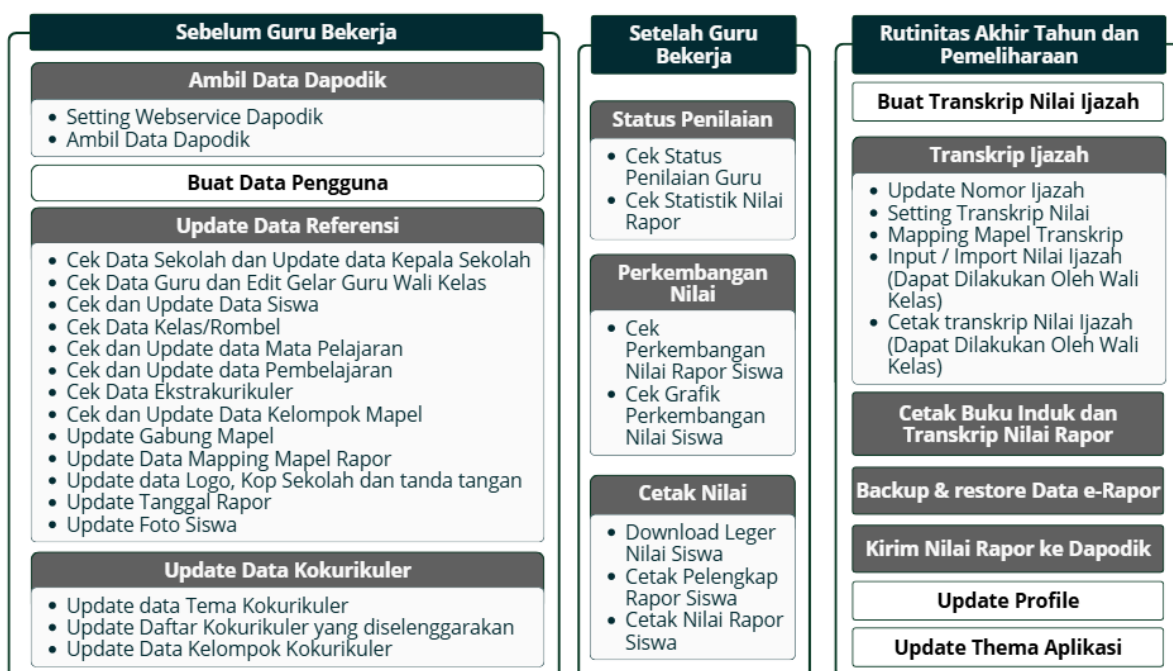 Sebelum Guru Bekerja
Ambil Data Dapodik
• Setting Webservice Dapodik
• Ambil Data Dapodik
Buat Data Pengguna
Update Data Referensi
• Cek Data Sekolah dan Update data Kepala Sekolah
• Cek Data Guru dan Edit Gelar Guru Wali Kelas
• Cek dan Update Data Siswa
• Cek Data Kelas/Rombel
• Cek dan Update data Mata Pelajaran
• Cek dan Update data Pembelajaran
• Cek Data Ekstrakurikuler
• Cek dan Update Data Kelompok Mapel
• Update Gabung Mapel
• Update Data Mapping Mapel Rapor
• Update data Logo, Kop Sekolah dan tanda tangan
• Update Tanggal Rapor
• Update Foto Siswa
Update Data Kokurikuler
• Update data Tema Kokurikuler
• Update Daftar Kokurikuler yang diselenggarakan
• Update Data Kelompok Kokurikuler
Setelah Guru
Bekerja
Status Penilaian
• Cek Status
Penilaian Guru
• Cek Statistik Nilai
Rapor
Perkembangan
Nilai
• Cek
Perkembangan
Nilai Rapor Siswa
• Cek Grafik
Perkembangan
Nilai Siswa
Cetak Nilai
• Download Leger
Nilai Siswa
• Cetak Pelengkap
Rapor Siswa
• Cetak Nilai Rapor
Siswa
Rutinitas Akhir Tahun dan
Pemeliharaan
Buat Transkrip Nilai Ijazah
Transkrip Ijazah
• Update Nomor Ijazah
• Setting Transkrip Nilai
• Mapping Mapel Transkrip
• Input / Import Nilai Ijazah
(Dapat Dilakukan Oleh Wali
Kelas)
• Cetak transkrip Nilai Ijazah
(Dapat Dilakukan Oleh Wali
Kelas)
Cetak Buku Induk dan
Transkrip Nilai Rapor
Backup & restore Data e-Rapor
Kirim Nilai Rapor ke Dapodik
Update Profile
Update Thema Aplikasi